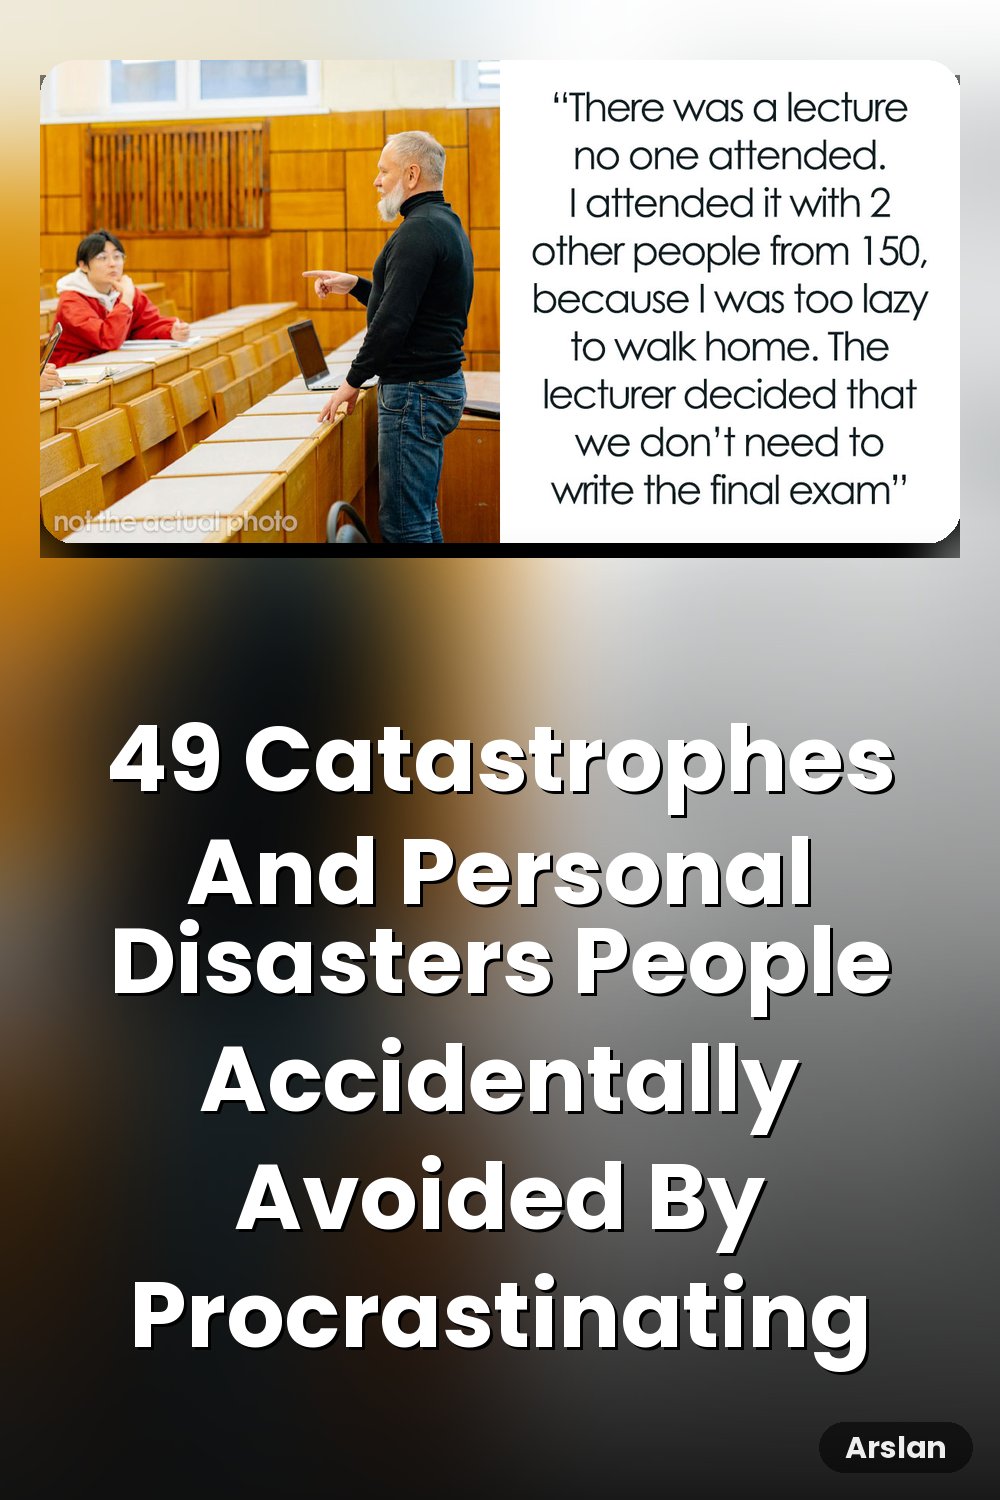 “There was a lecture
no one attended.
I attended it with 2
other people from 150,
because I was too lazy
to walk home. The
lecturer decided that
we don’t need to
write the final exam”
not the actual photo
49 Catastrophes
And Personal
Disasters People
Accidentally
Avoided By
Procrastinating
Arslan